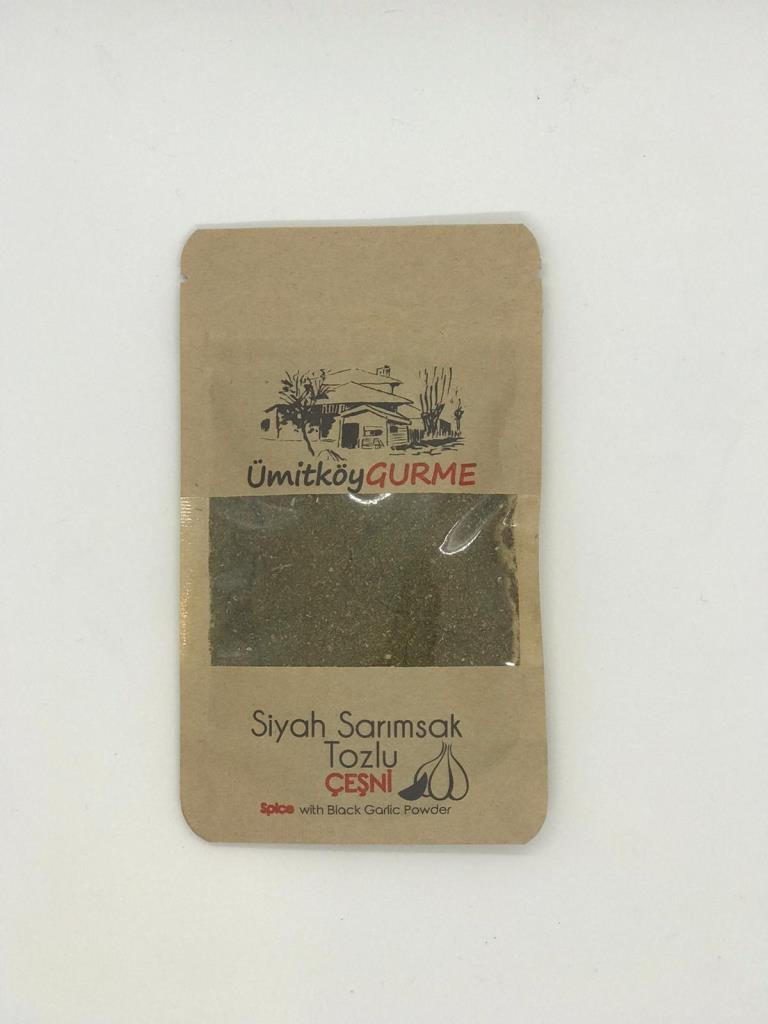 ÜmitköyGURME
Siyah Sarımsak
Tozlu
ÇEŞNİ
Spice with Black Garlic Powder